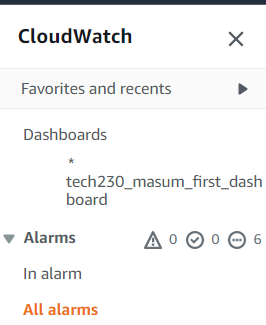 CloudWatch
Favorites and recents
Dashboards
*
tech230_masum_first_dash
board
Alarms 0 0 6
In alarm
All alarms